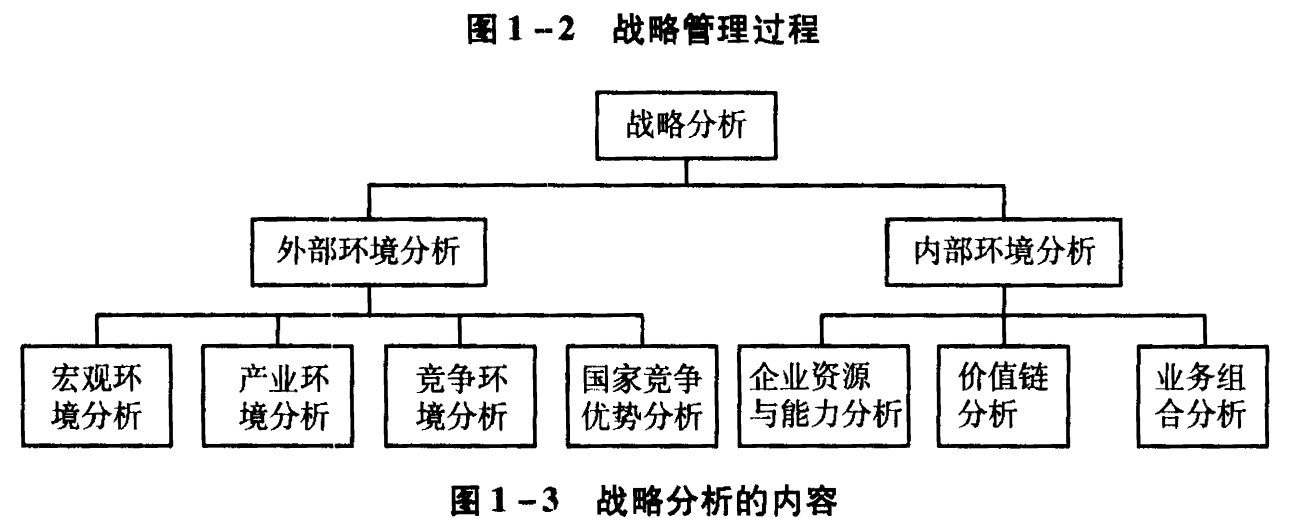 图1-2 战略管理过程
战略分析
外部环境分析
内部环境分析
宏观环
境分析
产业环
境分析
竞争环
境分析
国家竞争
优势分析
企业资源
与能力分析
价值链
分析
业务组
合分析
图1-3 战略分析的内容